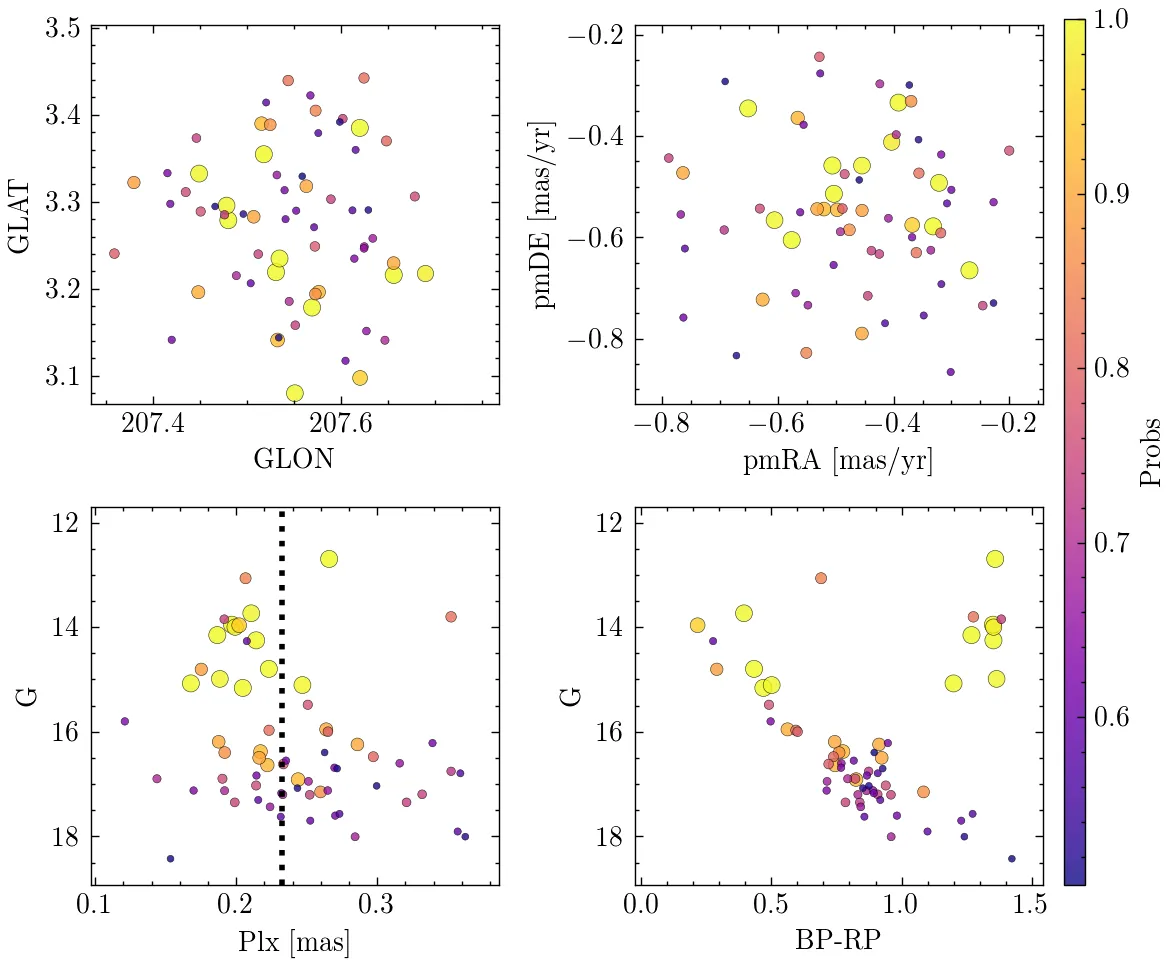 3.5
3.4
3.3
3.2
3.1
GLAT
207.4 207.6
GLON
−0.2
−0.4
−0.6
−0.8
pmDE [mas/yr]
−0.8 −0.6 −0.4 −0.2
pmRA [mas/yr]
12
14
16
18
G
0.1 0.2 0.3
Plx [mas]
12
14
16
18
G
0.0 0.5 1.0 1.5
BP-RP
1.0
0.9
0.8
0.7
0.6
Probs